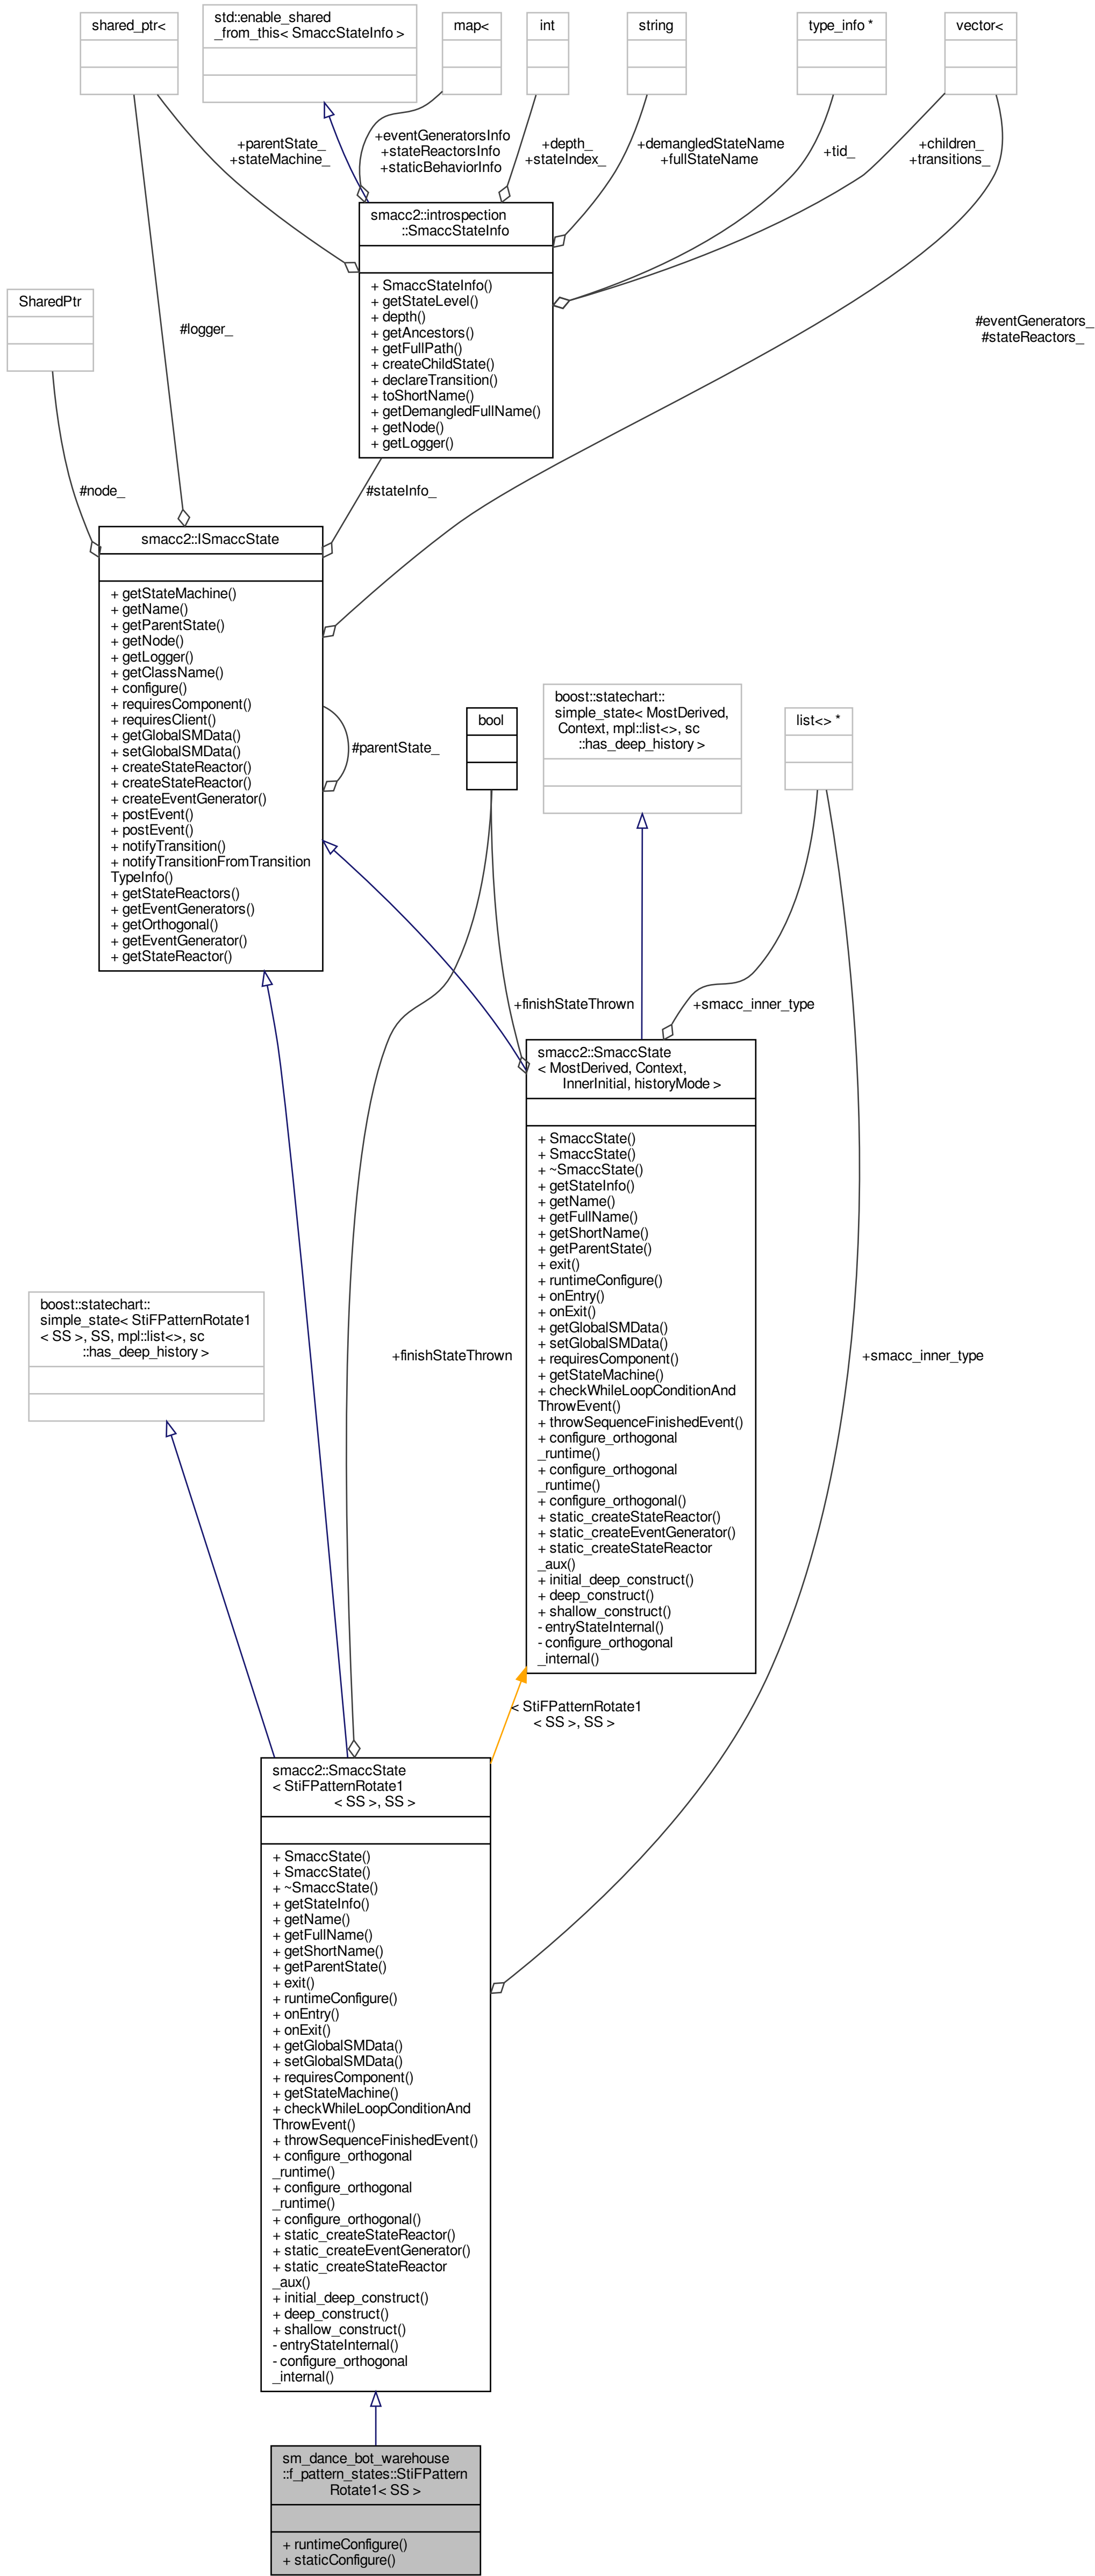 shared_ptr<
std::enable_shared
_from_this< SmaccStateInfo >
map<
int
string
type_info *
vector<
+parentState_
+stateMachine_
+eventGeneratorsInfo
+stateReactorsInfo
+staticBehaviorInfo
+depth_
+stateIndex_
+demangledStateName
+fullStateName
+tid_
+children_
+transitions_
smacc2::introspection
::SmaccStateInfo
+ SmaccStateInfo()
+ getStateLevel()
+ depth()
+ getAncestors()
+ getFullPath()
+ createChildState()
+ declareTransition()
+ toShortName()
+ getDemangledFullName()
+ getNode()
+ getLogger()
SharedPtr
#logger_
#eventGenerators_
#stateReactors_
#node_
#stateInfo_
smacc2::ISmaccState
+ getStateMachine()
+ getName()
+ getParentState()
+ getNode()
+ getLogger()
+ getClassName()
+ configure()
+ requiresComponent()
+ requiresClient()
+ getGlobalSMData()
+ setGlobalSMData()
+ createStateReactor()
+ createStateReactor()
+ createEventGenerator()
+ postEvent()
+ postEvent()
+ notifyTransition()
+ notifyTransitionFromTransition
TypeInfo()
+ getStateReactors()
+ getEventGenerators()
+ getOrthogonal()
+ getEventGenerator()
+ getStateReactor()
#parentState_
bool
boost::statechart::
simple_state< MostDerived,
Context, mpl::list<>, sc
::has_deep_history >
list<> *
+finishStateThrown
+smacc_inner_type
smacc2::SmaccState
< MostDerived, Context,
InnerInitial, historyMode >
+ SmaccState()
+ SmaccState()
+ ~SmaccState()
+ getStateInfo()
+ getName()
+ getFullName()
+ getShortName()
+ getParentState()
+ exit()
+ runtimeConfigure()
+ onEntry()
+ onExit()
+ getGlobalSMData()
+ setGlobalSMData()
+ requiresComponent()
+ getStateMachine()
+ checkWhileLoopConditionAnd
ThrowEvent()
+ throwSequenceFinishedEvent()
+ configure_orthogonal
_runtime()
+ configure_orthogonal
_runtime()
+ configure_orthogonal()
+ static_createStateReactor()
+ static_createEventGenerator()
+ static_createStateReactor
_aux()
+ initial_deep_construct()
+ deep_construct()
+ shallow_construct()
- entryStateInternal()
- configure_orthogonal
_internal()
boost::statechart::
simple_state< StiFPatternRotate1
< SS >, SS, mpl::list<>, sc
::has_deep_history >
+finishStateThrown
+smacc_inner_type
< StiFPatternRotate1
< SS >, SS >
smacc2::SmaccState
< StiFPatternRotate1
< SS >, SS >
+ SmaccState()
+ SmaccState()
+ ~SmaccState()
+ getStateInfo()
+ getName()
+ getFullName()
+ getShortName()
+ getParentState()
+ exit()
+ runtimeConfigure()
+ onEntry()
+ onExit()
+ getGlobalSMData()
+ setGlobalSMData()
+ requiresComponent()
+ getStateMachine()
+ checkWhileLoopConditionAnd
ThrowEvent()
+ throwSequenceFinishedEvent()
+ configure_orthogonal
_runtime()
+ configure_orthogonal
_runtime()
+ configure_orthogonal()
+ static_createStateReactor()
+ static_createEventGenerator()
+ static_createStateReactor
_aux()
+ initial_deep_construct()
+ deep_construct()
+ shallow_construct()
- entryStateInternal()
- configure_orthogonal
_internal()
sm_dance_bot_warehouse
::f_pattern_states::StiFPattern
Rotate1< SS >
+ runtimeConfigure()
+ staticConfigure()